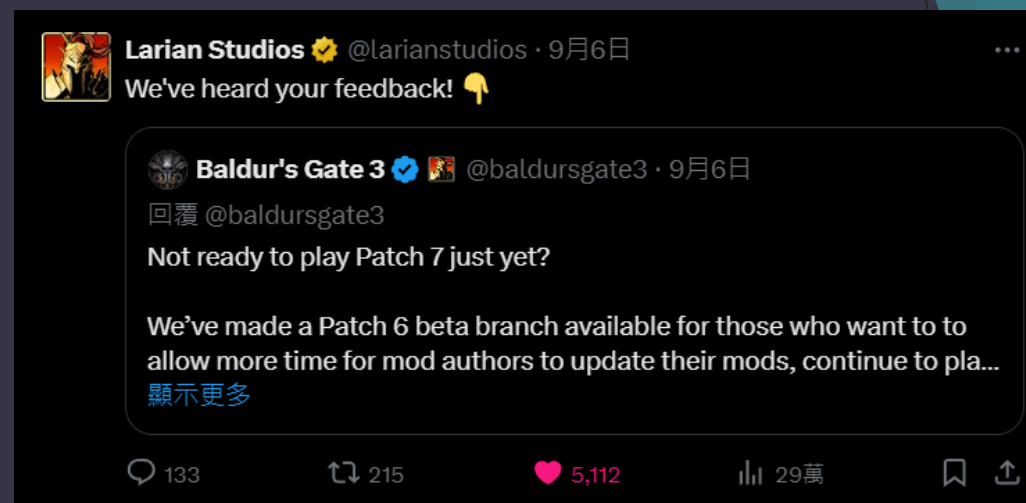 Larian Studios @larianstudios · 9月6日
We've heard your feedback! 👇
Baldur's Gate 3 @baldursgate3 · 9月6日
回覆 @baldursgate3
Not ready to play Patch 7 just yet?
We’ve made a Patch 6 beta branch available for those who want to to
allow more time for mod authors to update their mods, continue to pla...
顯示更多
133 215 5,112 29萬